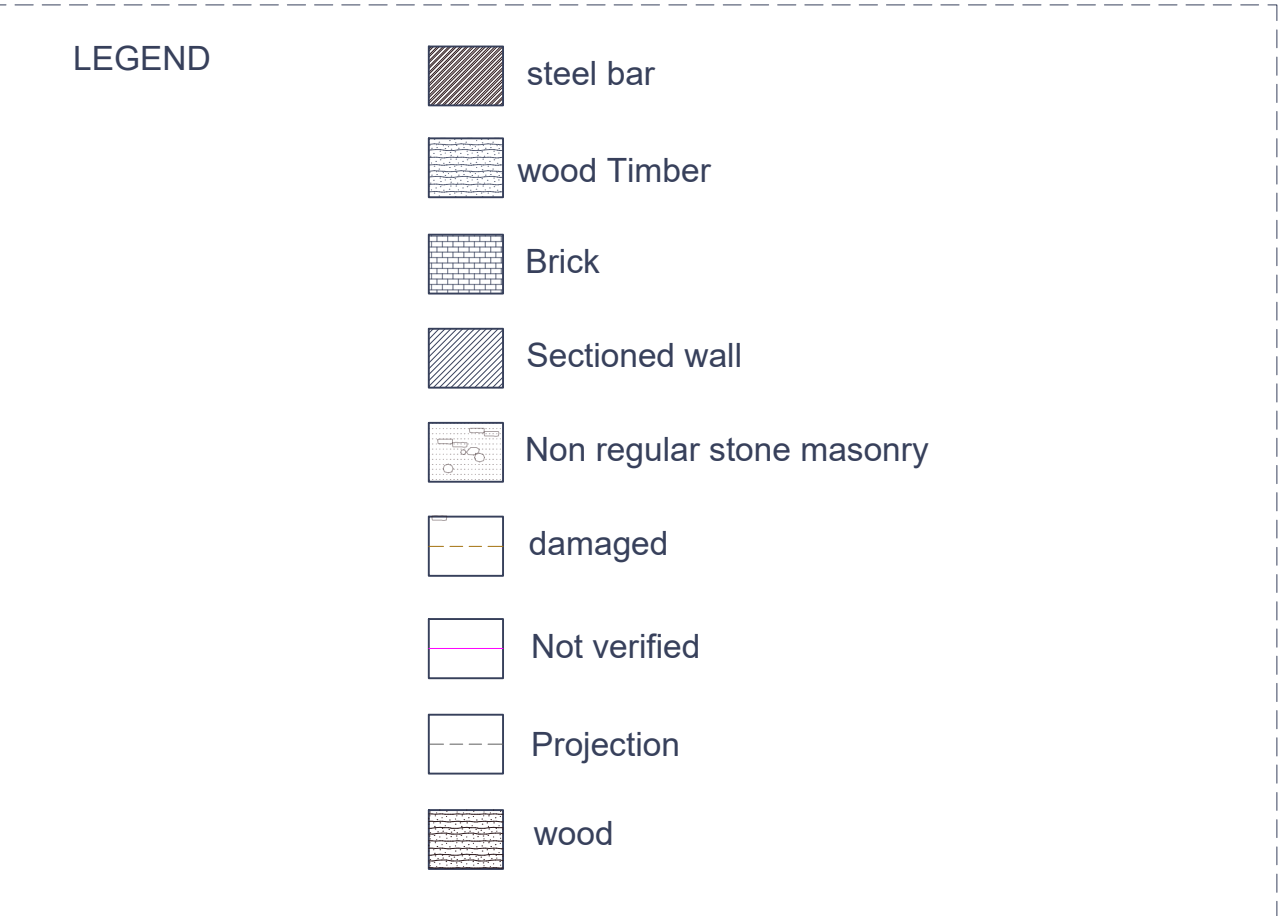 LEGEND
steel bar
wood Timber
Brick
Sectioned wall
Non regular stone masonry
damaged
Not verified
Projection
wood